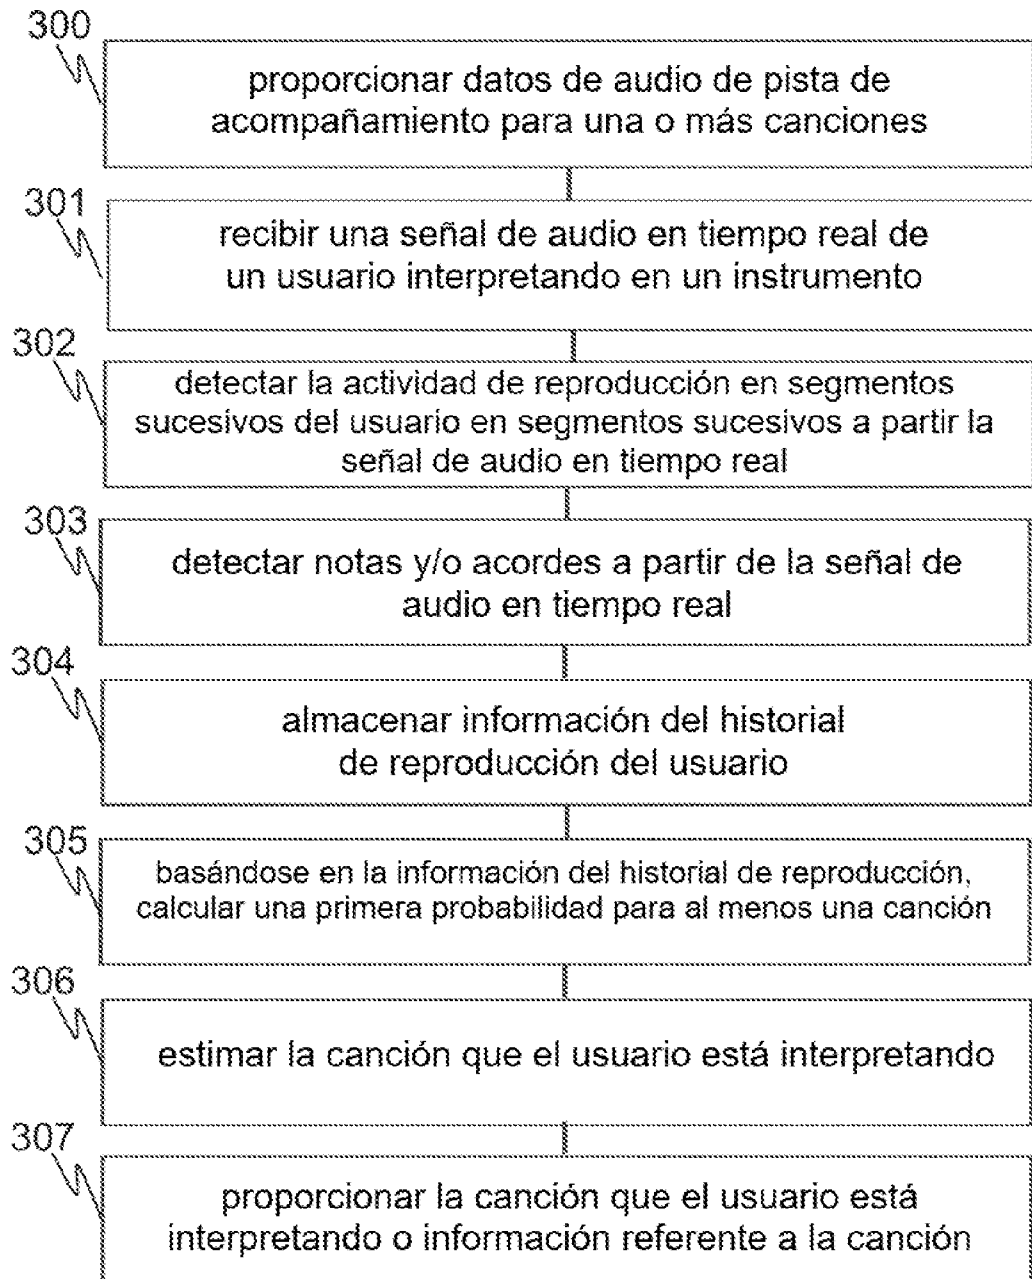 300
proporcionar datos de audio de pista de
acompañamiento para una o más canciones
301
recibir una señal de audio en tiempo real de
un usuario interpretando en un instrumento
302
detectar la actividad de reproducción en segmentos
sucesivos del usuario en segmentos sucesivos a partir la
señal de audio en tiempo real
303
detectar notas y/o acordes a partir de la señal de
audio en tiempo real
304
almacenar información del historial
de reproducción del usuario
305
basándose en la información del historial de reproducción,
calcular una primera probabilidad para al menos una canción
306
estimar la canción que el usuario está interpretando
307
proporcionar la canción que el usuario está
interpretando o información referente a la canción